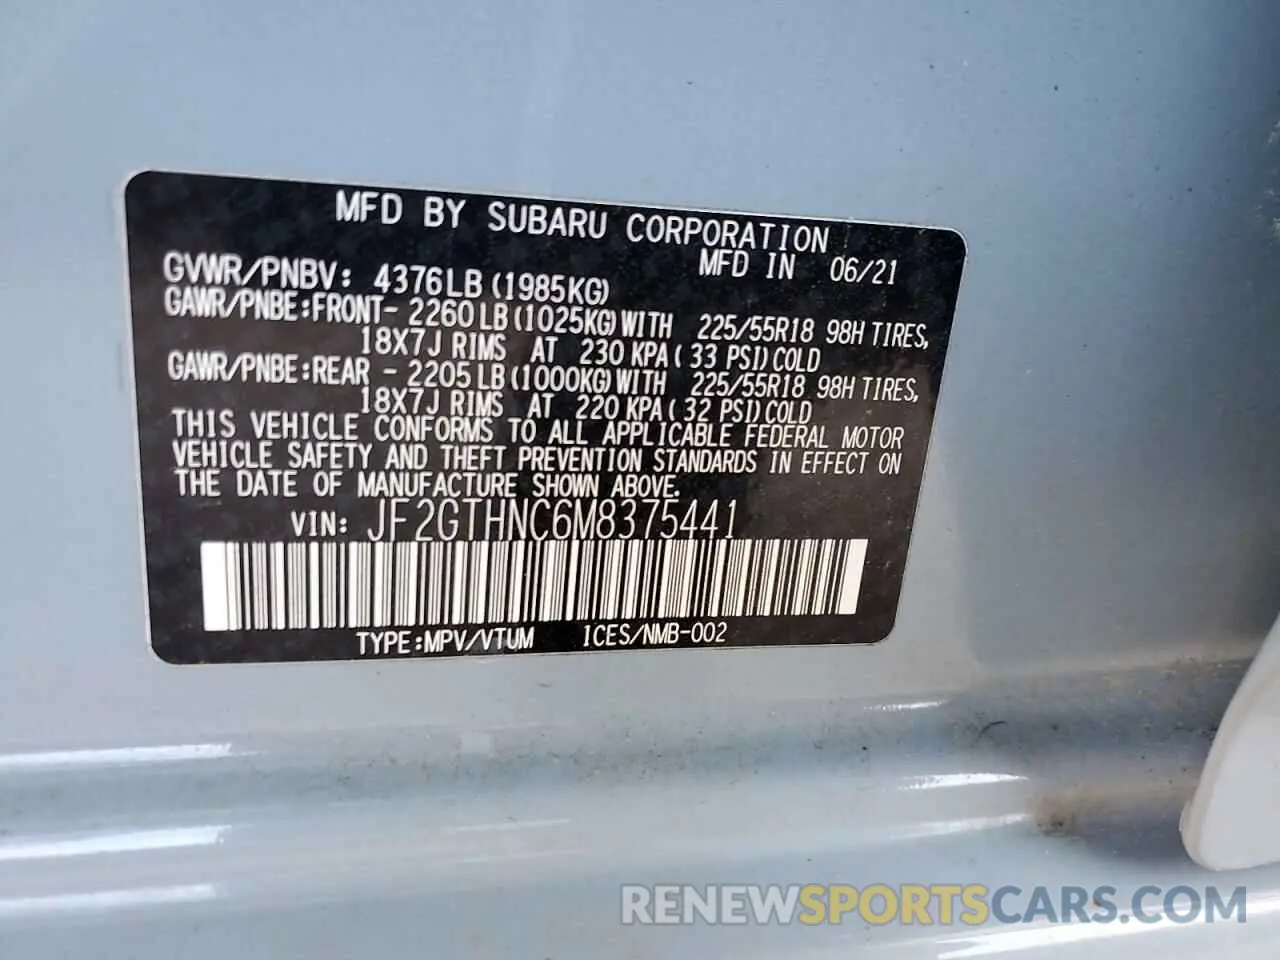 MFD BY SUBARU CORPORATION
MFD IN 06/21
GVWR/PNBV: 4376LB (1985KG)
GAWR/PNBE:FRONT- 2260LB (1025KG) WITH 225/55R18 98H TIRES,
18X7J RIMS AT 230 KPA ( 33 PSI) COLD
GAWR/PNBE:REAR - 2205LB (1000KG) WITH 225/55R18 98H TIRES,
18X7J RIMS AT 220 KPA ( 32 PSI) COLD
THIS VEHICLE CONFORMS TO ALL APPLICABLE FEDERAL MOTOR
VEHICLE SAFETY AND THEFT PREVENTION STANDARDS IN EFFECT ON
THE DATE OF MANUFACTURE SHOWN ABOVE.
VIN: JF2GTHNC6M8375441
TYPE:MPV/VTUM ICES/NMB-002
RENEWSPORTSCARS.COM